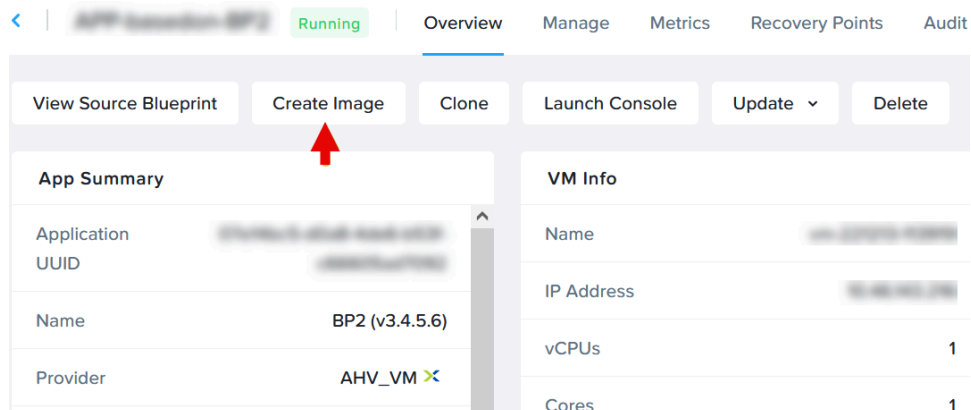 Running
Overview Manage Metrics Recovery Points Audit
View Source Blueprint Create Image Clone Launch Console Update Delete
App Summary
Application
UUID
Name BP2 (v3.4.5.6)
Provider AHV_VM
VM Info
Name
IP Address
vCPUs 1
Cores 1